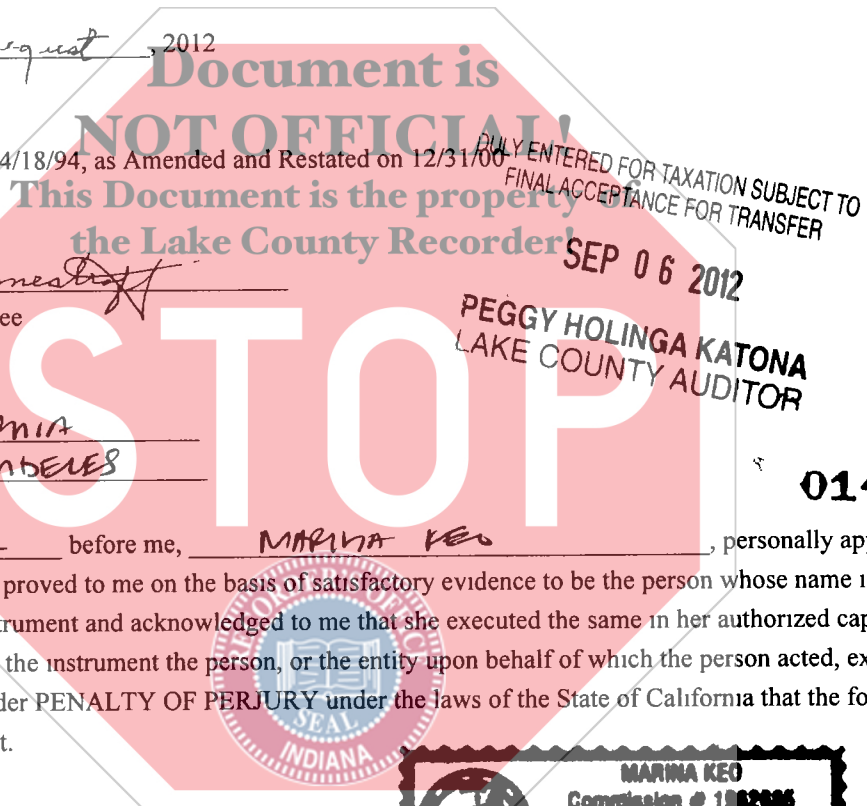 , 2012
Document is
NOT OFFICIAL!
4/18/94, as Amended and Restated on 12/31/00
DULY ENTERED FOR TAXATION SUBJECT TO
FINAL ACCEPTANCE FOR TRANSFER
This Document is the property of
the Lake County Recorder!
SEP 06 2012
ee
PEGGY HOLINGA KATONA
LAKE COUNTY AUDITOR
STOP
NIA
NGELES
014
before me, MARINA KEO, personally ap
proved to me on the basis of satisfactory evidence to be the person whose name i
trument and acknowledged to me that she executed the same in her authorized cap
the instrument the person, or the entity upon behalf of which the person acted, ex
der PENALTY OF PERJURY under the laws of the State of California that the fo
t.
RECORDER'S OFFICE
SEAL
INDIANA
MARINA KEO
Commission #